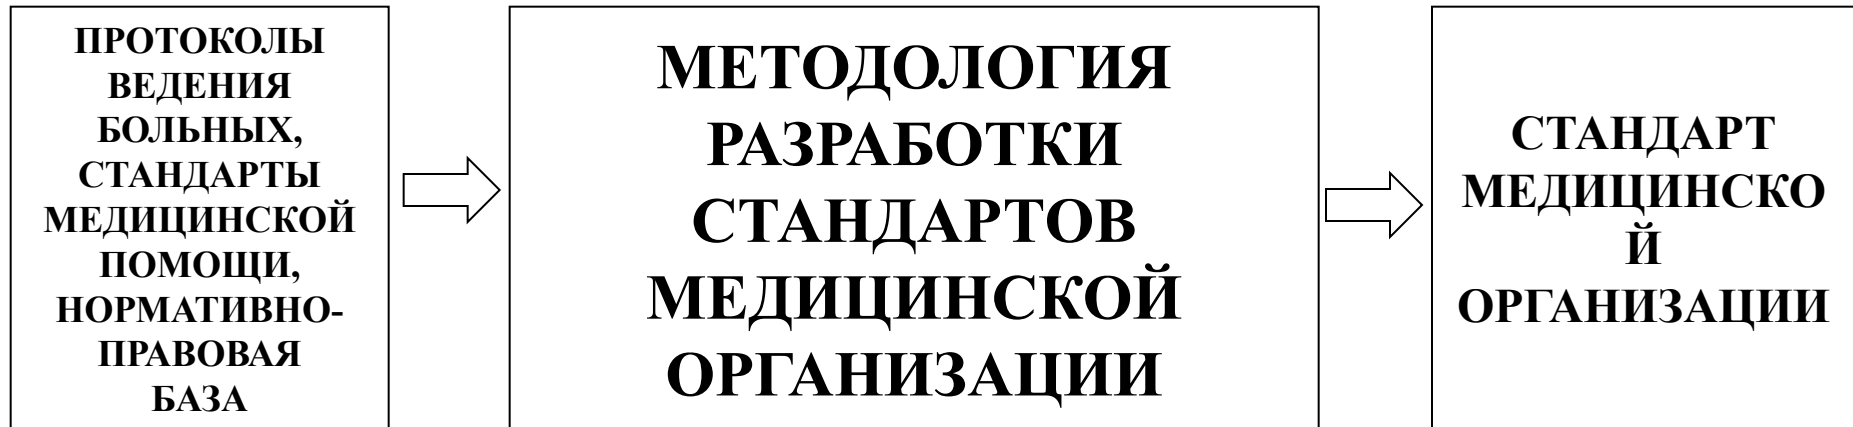 ПРОТОКОЛЫ
ВЕДЕНИЯ
БОЛЬНЫХ,
СТАНДАРТЫ
МЕДИЦИНСКОЙ
ПОМОЩИ,
НОРМАТИВНО-
ПРАВОВАЯ
БАЗА
МЕТОДОЛОГИЯ
РАЗРАБОТКИ
СТАНДАРТОВ
МЕДИЦИНСКОЙ
ОРГАНИЗАЦИИ
СТАНДАРТ
МЕДИЦИНСКО
Й
ОРГАНИЗАЦИИ